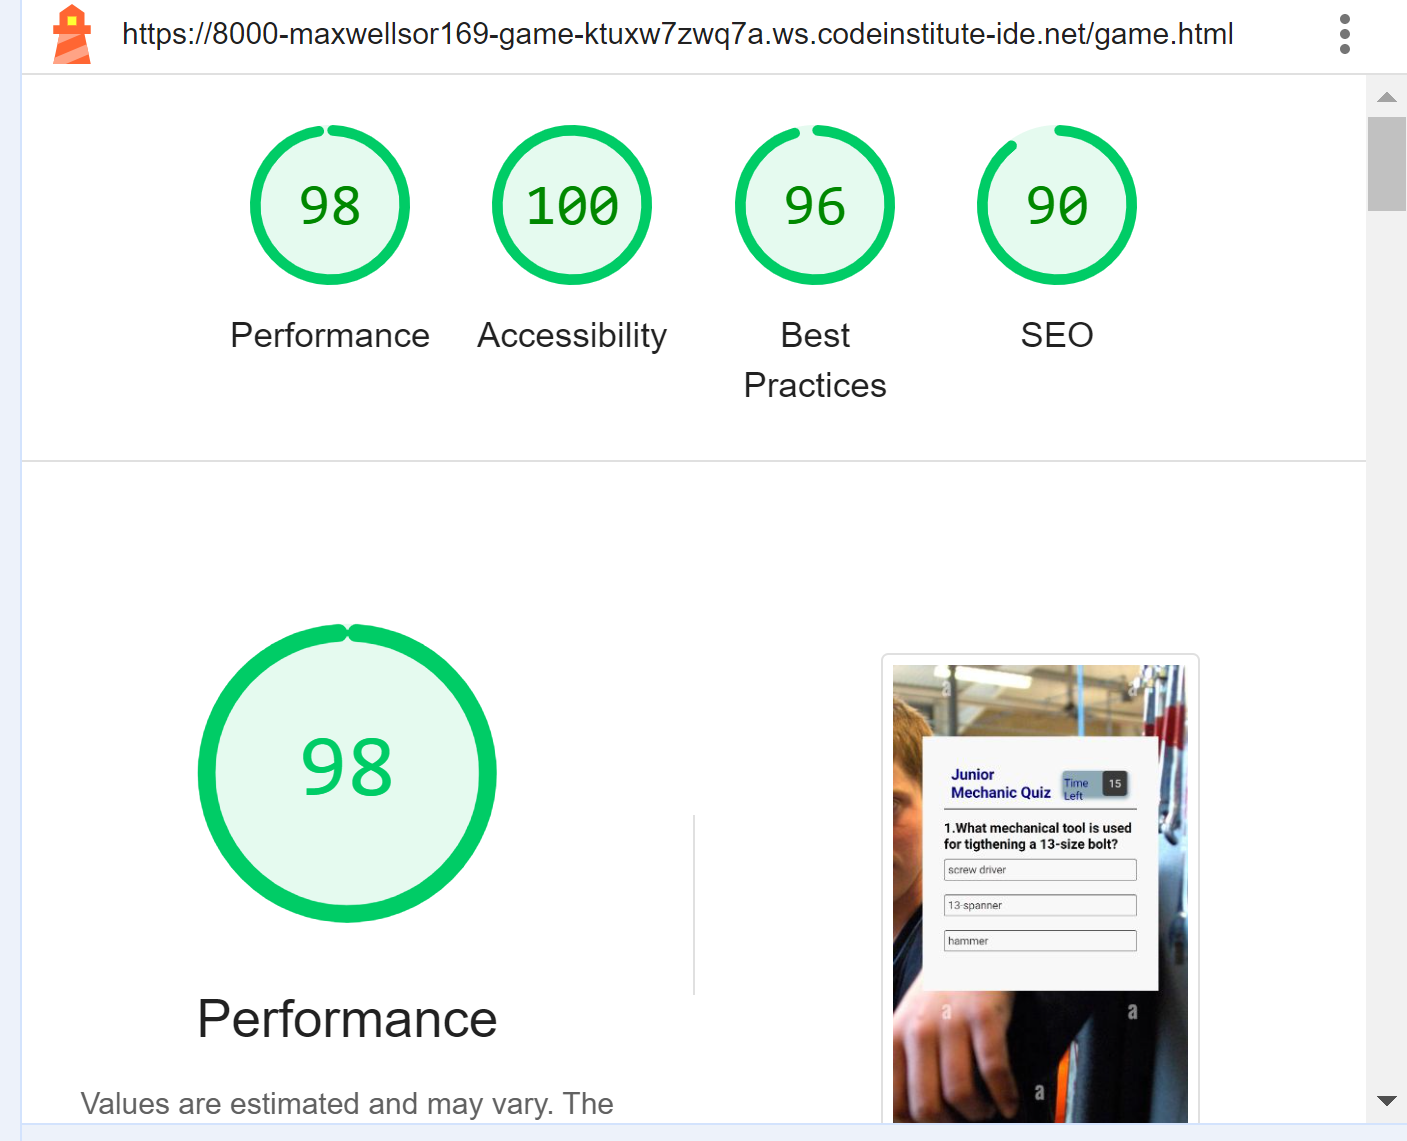 https://8000-maxwellsor169-game-ktuxw7zwq7a.ws.codeinstitute-ide.net/game.html
98
100
96
90
Performance
Accessibility
Best
Practices
SEO
98
Performance
Values are estimated and may vary. The
Junior
Mechanic Quiz
Time
Left
15
1.What mechanical tool is used
for tigthening a 13-size bolt?
screw driver
13-spanner
hammer
a
a
a
a
a